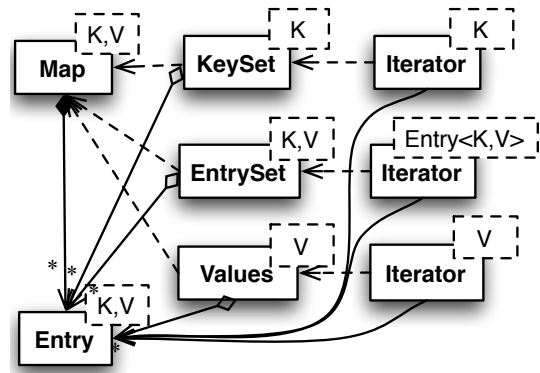 K,V
K
K
Map
KeySet
Iterator
K,V
Entry<K,V>
EntrySet
Iterator
V
V
Values
Iterator
* *
*
K,V
Entry
*